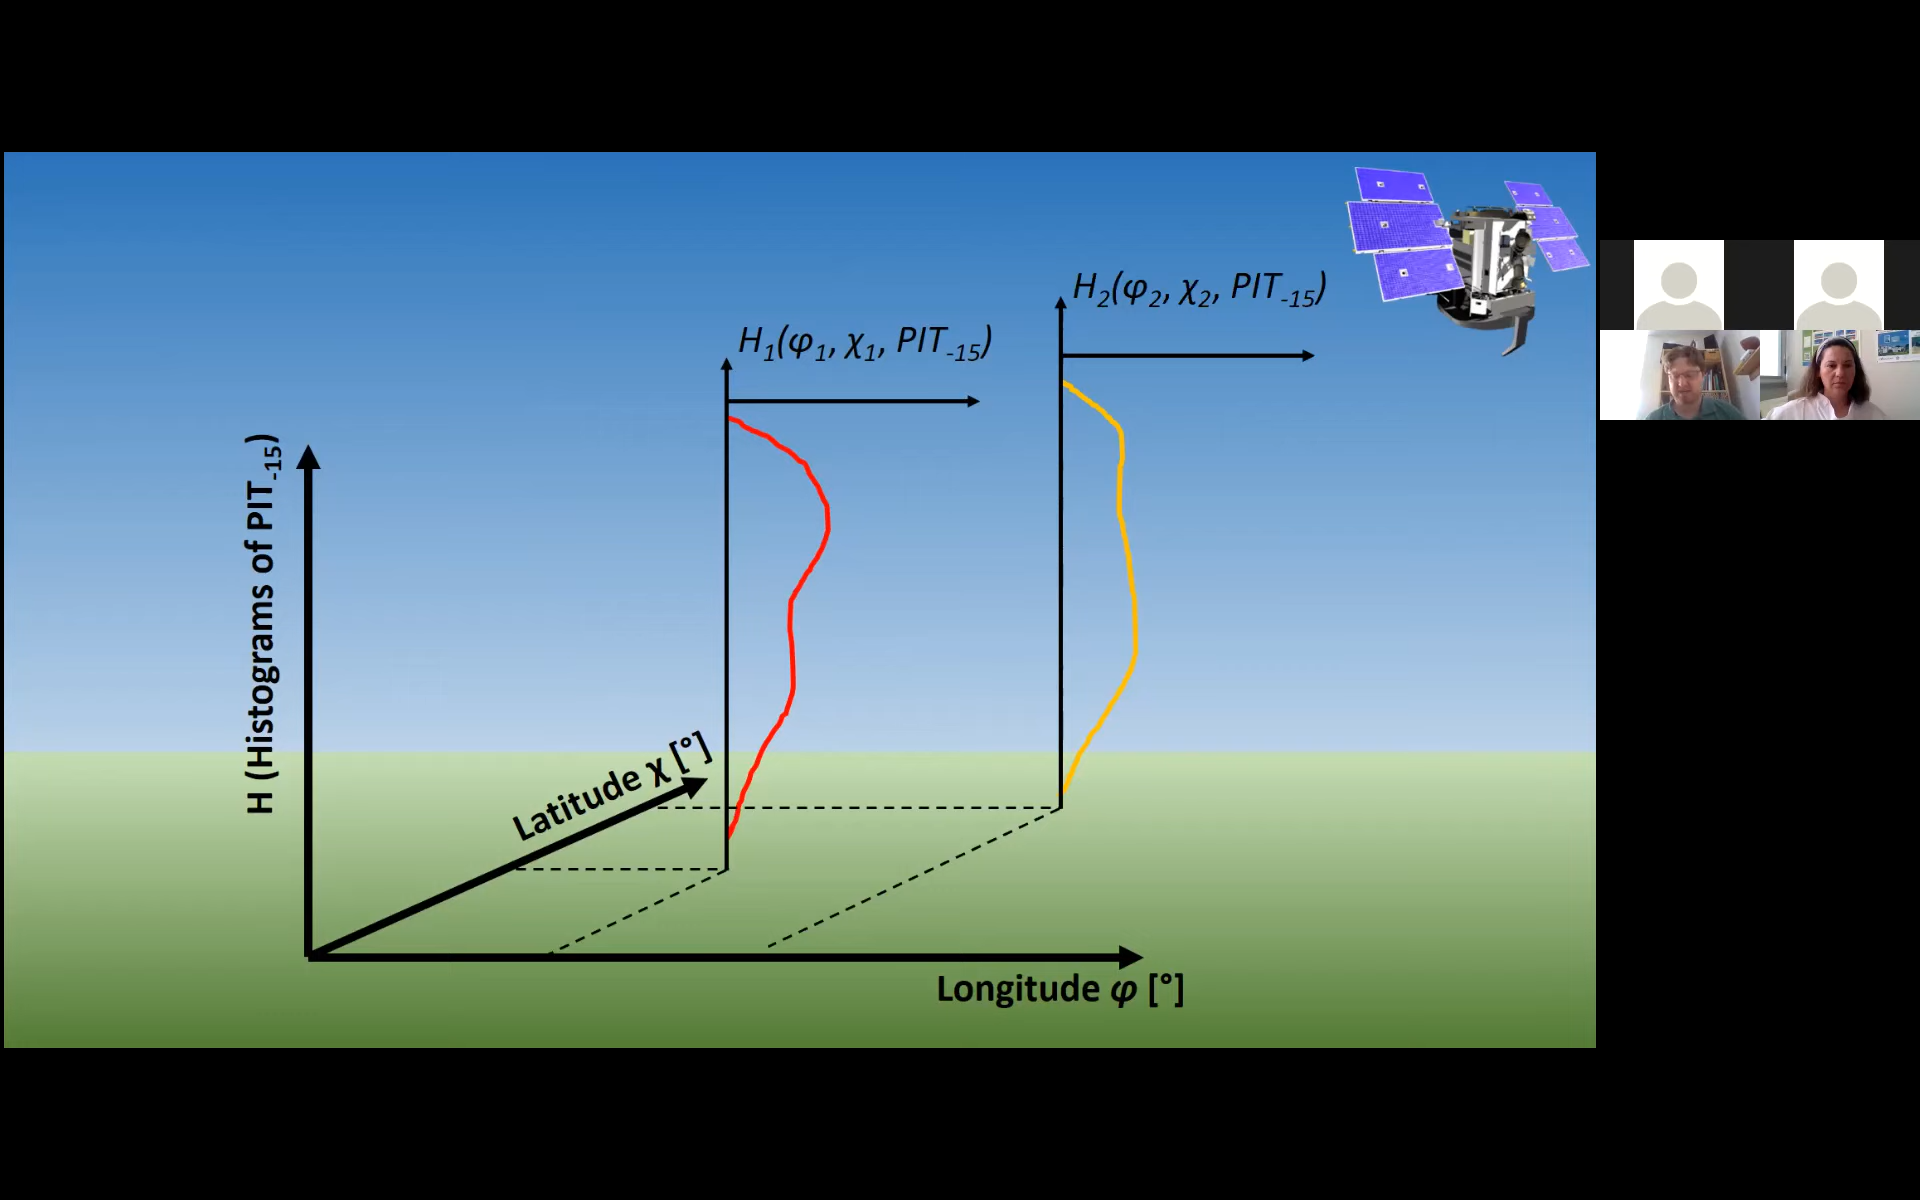 H₂(φ₂, χ₂, PIT₋₁₅)
H₁(φ₁, χ₁, PIT₋₁₅)
H (Histograms of PIT₋₁₅)
Latitude χ [°]
Longitude φ [°]